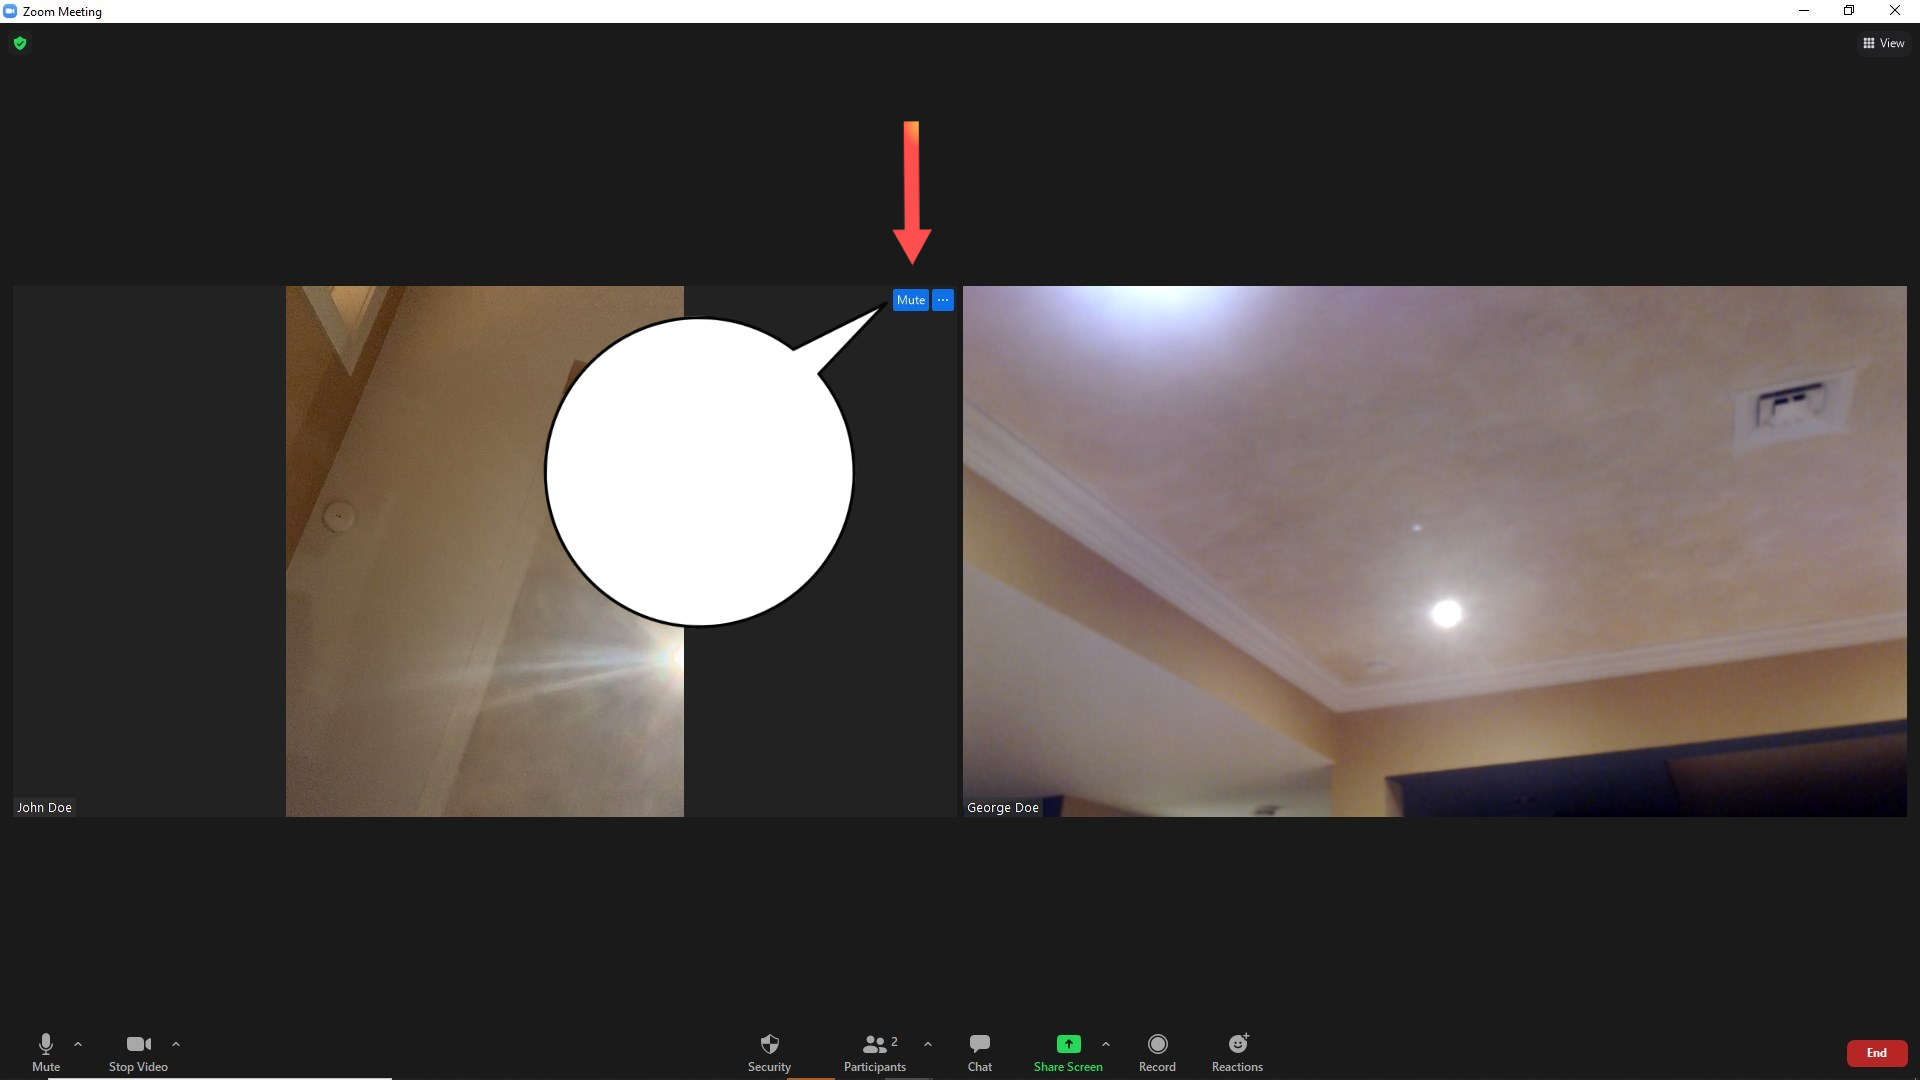 Zoom Meeting
View
Mute ...
John Doe
George Doe
2
Mute
Stop Video
Security
Participants
Chat
Share Screen
Record
Reactions
End